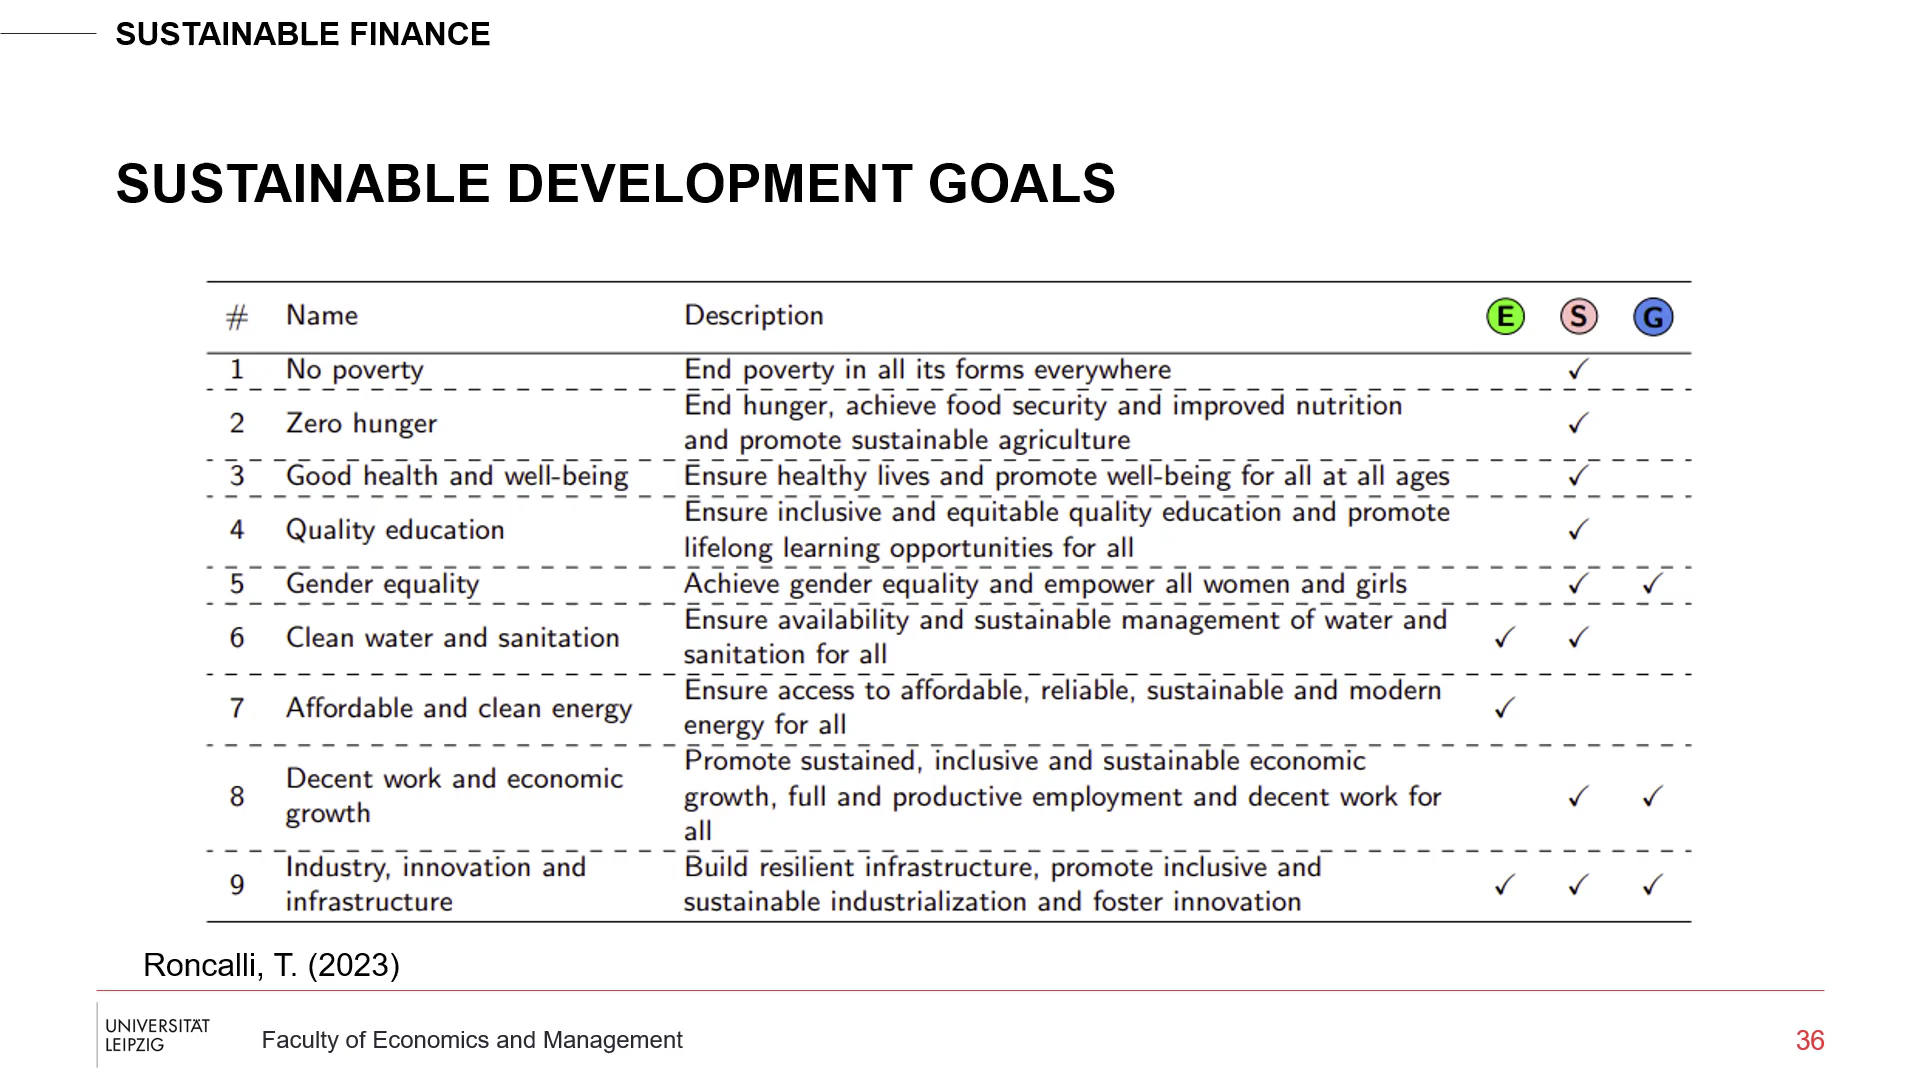 SUSTAINABLE FINANCE
SUSTAINABLE DEVELOPMENT GOALS
# Name Description E S G
1 No poverty End poverty in all its forms everywhere ✓
2 Zero hunger End hunger, achieve food security and improved nutrition
and promote sustainable agriculture ✓
3 Good health and well-being Ensure healthy lives and promote well-being for all at all ages ✓
4 Quality education Ensure inclusive and equitable quality education and promote
lifelong learning opportunities for all ✓
5 Gender equality Achieve gender equality and empower all women and girls ✓ ✓
6 Clean water and sanitation Ensure availability and sustainable management of water and
sanitation for all ✓ ✓
7 Affordable and clean energy Ensure access to affordable, reliable, sustainable and modern
energy for all ✓
8 Decent work and economic
growth
Promote sustained, inclusive and sustainable economic
growth, full and productive employment and decent work for
all ✓ ✓
9 Industry, innovation and
infrastructure
Build resilient infrastructure, promote inclusive and
sustainable industrialization and foster innovation ✓ ✓ ✓
Roncalli, T. (2023)
UNIVERSITÄT
LEIPZIG
Faculty of Economics and Management
36